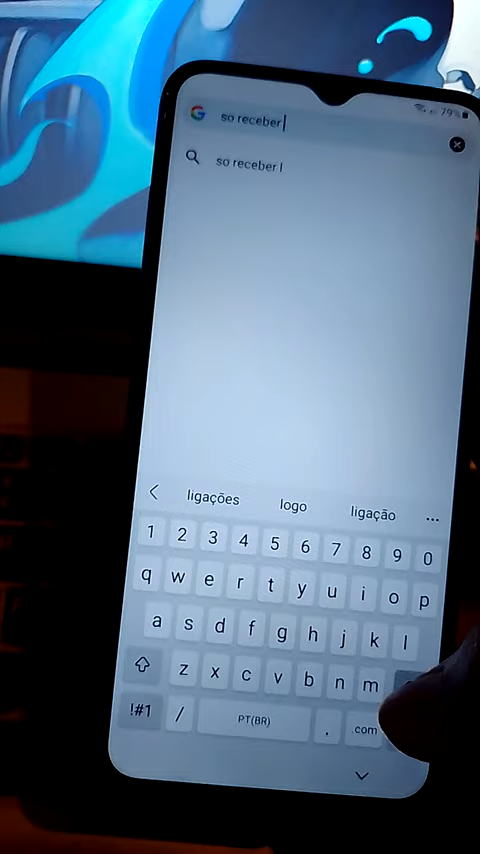 79%
so receber
so receber l
ligações logo ligação ...
1 2 3 4 5 6 7 8 9 0
q w e r t y u i o p
a s d f g h j k l
z x c v b n m
!#1 / PT(BR) . .com